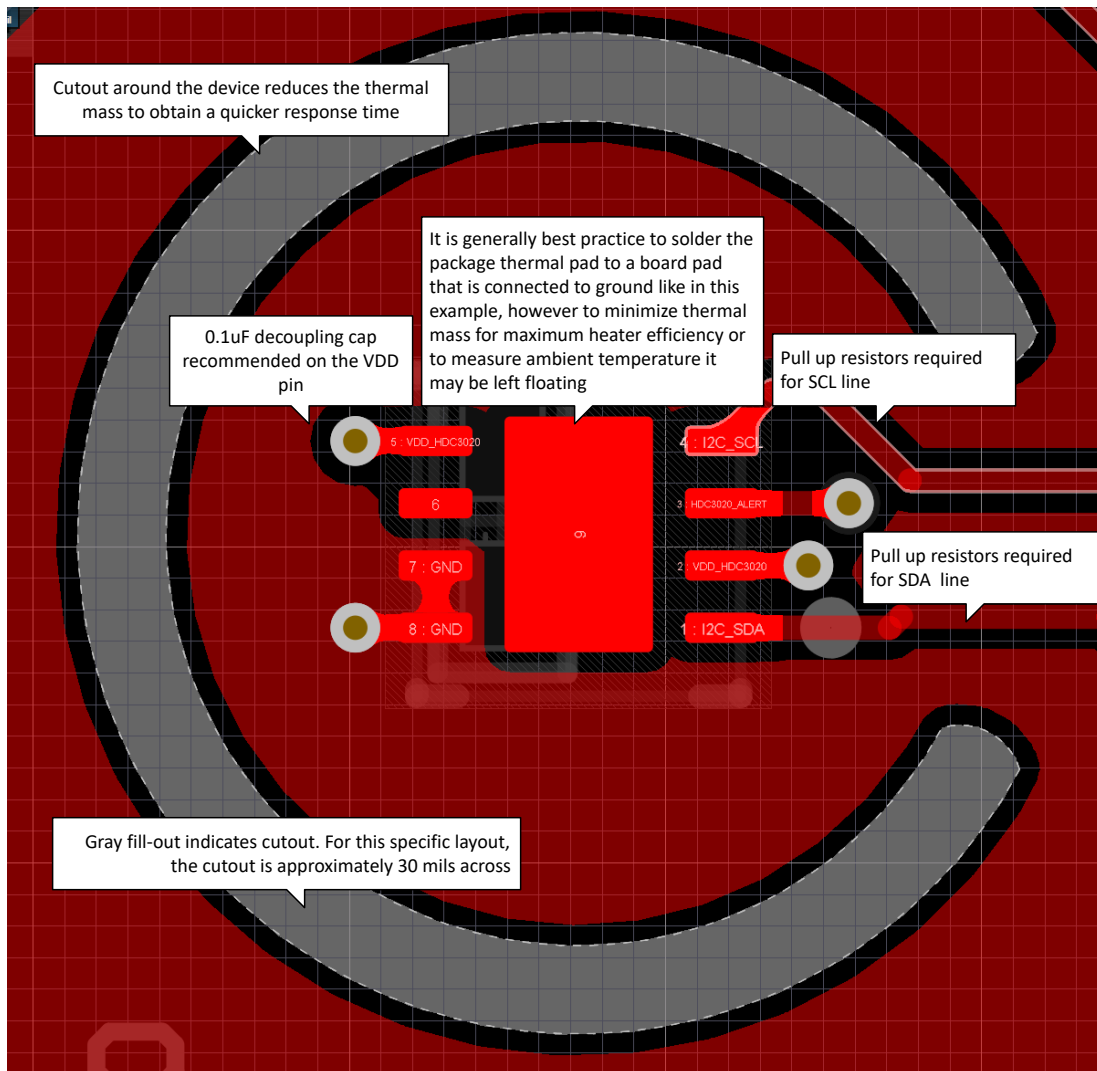 Cutout around the device reduces the thermal
mass to obtain a quicker response time
It is generally best practice to solder the
package thermal pad to a board pad
that is connected to ground like in this
example, however to minimize thermal
mass for maximum heater efficiency or
to measure ambient temperature it
may be left floating
0.1uF decoupling cap
recommended on the VDD
pin
Pull up resistors required
for SCL line
5 : VDD_HDC3020
4 : I2C_SCL
6
3 : HDC3020_ALERT
9
7 : GND
2 : VDD_HDC3020
Pull up resistors required
for SDA line
8 : GND
1 : I2C_SDA
Gray fill-out indicates cutout. For this specific layout,
the cutout is approximately 30 mils across